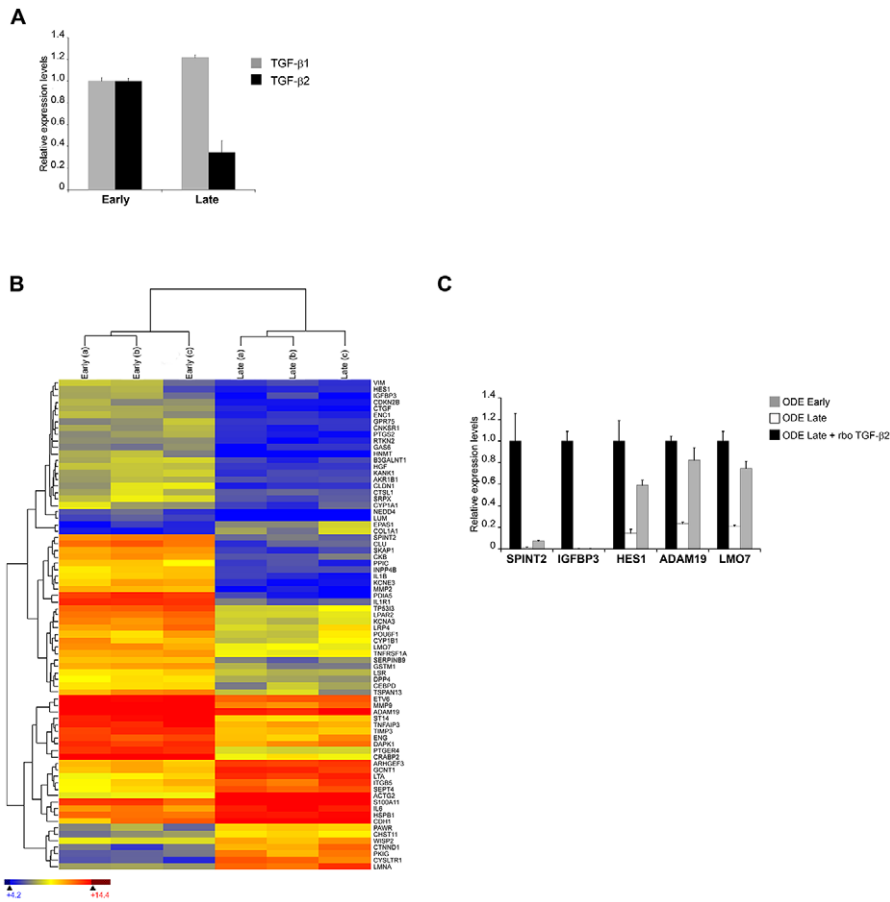 A
Relative expression levels
1.4
1.2
1.0
0.8
0.6
0.4
0.2
0
Early
Late
TGF-β1
TGF-β2
B
Early (a)
Early (b)
Early (c)
Late (a)
Late (b)
Late (c)
VIM
HES1
IGFBP3
CDKN2B
CTGF
ENC1
GPR75
CNKSR1
PTGS2
RTKN2
GAS6
HNMT
B3GALNT1
HGF
KANK1
AKR1B1
CLDN1
CTSL1
SRPX
CYP1A1
NEDD4
LUM
EPAS1
COL1A1
SPINT2
CLU
SKAP1
CKB
PPIC
INPP4B
IL1B
KCNE3
MMP2
PDIA5
IL1R1
TP53I3
LPAR2
KCNA3
LRP4
POU6F1
CYP1B1
LMO7
TNFRSF1A
SERPINB9
GSTM1
LSR
DPP4
CEBPD
TSPAN13
ETV6
MMP9
ADAM19
ST14
TNFAIP3
TIMP3
ENG
DAPK1
PTGER4
CRABP2
ARHGEF3
GCNT1
LTA
ITGB5
SEPT4
ACTG2
S100A11
IL6
HSPB1
CDH1
PAWR
CHST11
WISP2
CTNND1
PKIG
CYSLTR1
LMNA
+4.2
+14.4
C
Relative expression levels
1.4
1.2
1.0
0.8
0.6
0.4
0.2
0
SPINT2
IGFBP3
HES1
ADAM19
LMO7
ODE Early
ODE Late
ODE Late + rbo TGF-β2